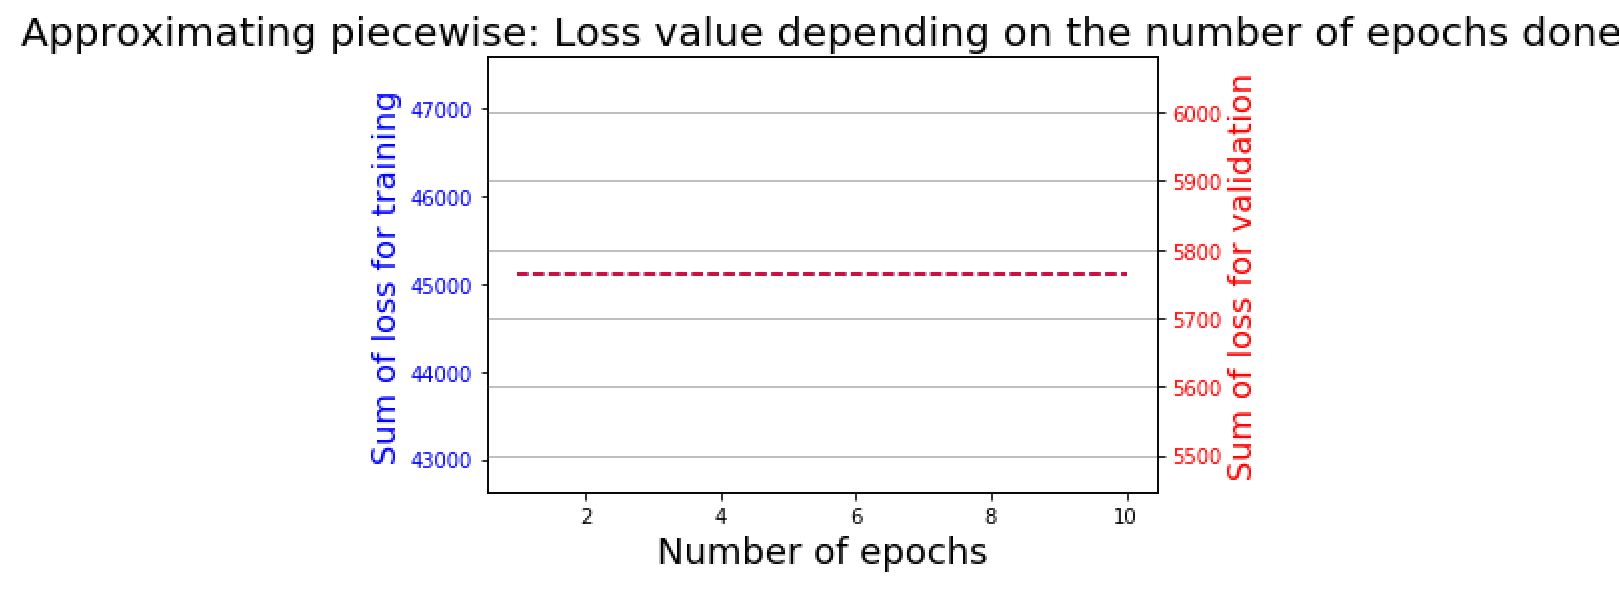 Approximating piecewise: Loss value depending on the number of epochs done
Sum of loss for training
47000
46000
45000
44000
43000
6000
5900
5800
5700
5600
5500
Sum of loss for validation
2 4 6 8 10
Number of epochs